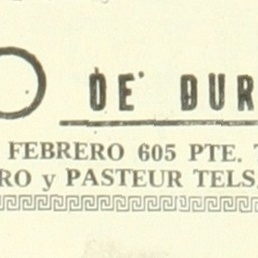 O DE DUR
FEBRERO 605 PTE. T
RO y PASTEUR TELS.